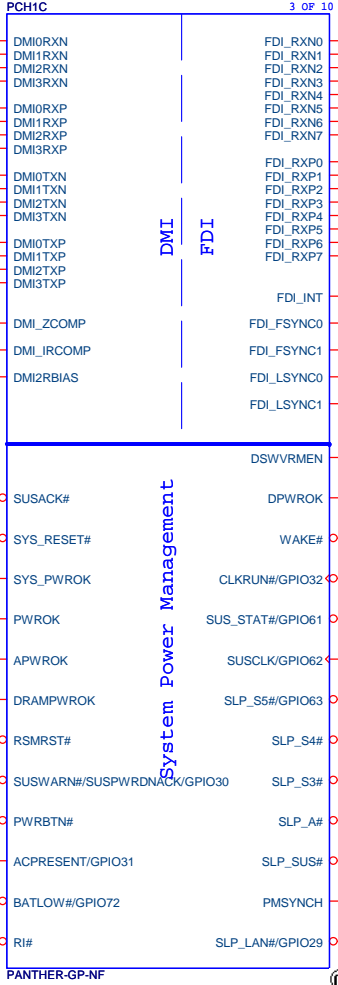 PCH1C
3 OF 10
DMI0RXN
DMI1RXN
DMI2RXN
DMI3RXN
DMI0RXP
DMI1RXP
DMI2RXP
DMI3RXP
DMI0TXN
DMI1TXN
DMI2TXN
DMI3TXN
DMI0TXP
DMI1TXP
DMI2TXP
DMI3TXP
DMI_ZCOMP
DMI_IRCOMP
DMI2RBIAS
DMI
FDI
FDI_RXN0
FDI_RXN1
FDI_RXN2
FDI_RXN3
FDI_RXN4
FDI_RXN5
FDI_RXN6
FDI_RXN7
FDI_RXP0
FDI_RXP1
FDI_RXP2
FDI_RXP3
FDI_RXP4
FDI_RXP5
FDI_RXP6
FDI_RXP7
FDI_INT
FDI_FSYNC0
FDI_FSYNC1
FDI_LSYNC0
FDI_LSYNC1
SUSACK#
SYS_RESET#
SYS_PWROK
PWROK
APWROK
DRAMPWROK
RSMRST#
SUSWARN#/SUSPWRDNACK/GPIO30
PWRBTN#
ACPRESENT/GPIO31
BATLOW#/GPIO72
RI#
System Power Management
DSWVRMEN
DPWROK
WAKE#
CLKRUN#/GPIO32
SUS_STAT#/GPIO61
SUSCLK/GPIO62
SLP_S5#/GPIO63
SLP_S4#
SLP_S3#
SLP_A#
SLP_SUS#
PMSYNCH
SLP_LAN#/GPIO29
PANTHER-GP-NF